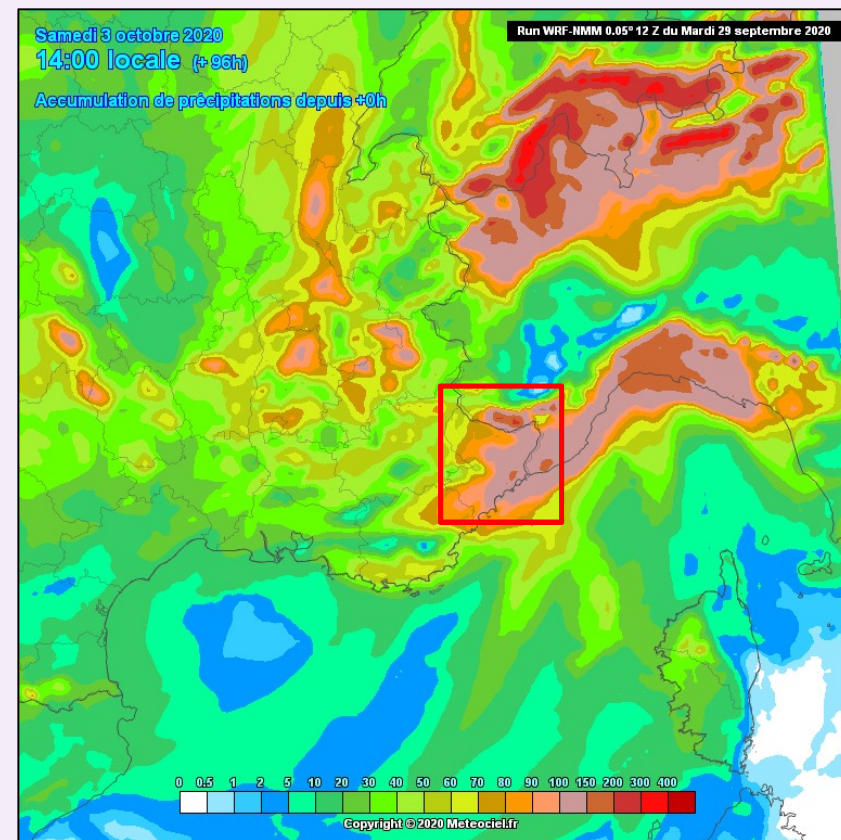 Samedi 3 octobre 2020
Run WRF-NMM 0.05° 12 Z du Mardi 29 septembre 2020
14:00 locale (+ 96h)
Accumulation de précipitations depuis +0h
0 0.5 1 2 5 10 20 30 40 50 60 70 80 90 100 150 200 300 400
Copyright © 2020 Meteociel.fr